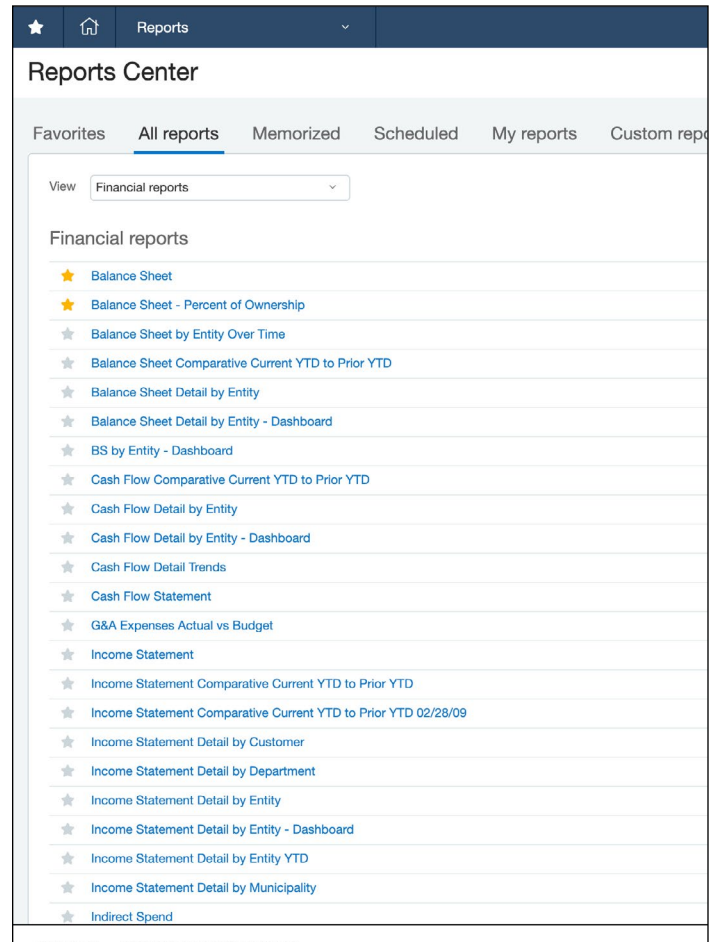 Reports
Reports Center
Favorites All reports Memorized Scheduled My reports Custom repo
View Financial reports
Financial reports
Balance Sheet
Balance Sheet - Percent of Ownership
Balance Sheet by Entity Over Time
Balance Sheet Comparative Current YTD to Prior YTD
Balance Sheet Detail by Entity
Balance Sheet Detail by Entity - Dashboard
BS by Entity - Dashboard
Cash Flow Comparative Current YTD to Prior YTD
Cash Flow Detail by Entity
Cash Flow Detail by Entity - Dashboard
Cash Flow Detail Trends
Cash Flow Statement
G&A Expenses Actual vs Budget
Income Statement
Income Statement Comparative Current YTD to Prior YTD
Income Statement Comparative Current YTD to Prior YTD 02/28/09
Income Statement Detail by Customer
Income Statement Detail by Department
Income Statement Detail by Entity
Income Statement Detail by Entity - Dashboard
Income Statement Detail by Entity YTD
Income Statement Detail by Municipality
Indirect Spend